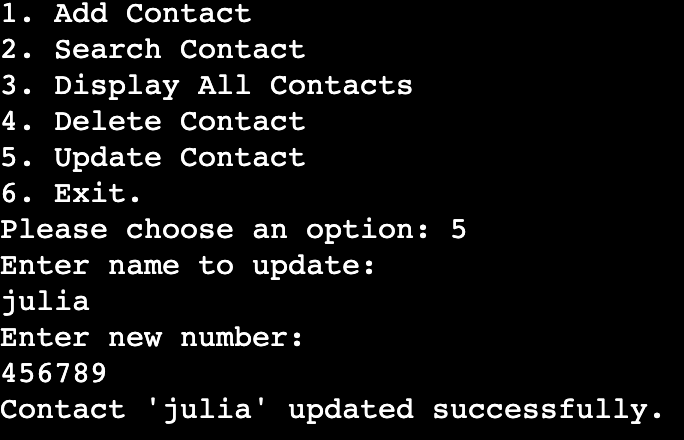 1. Add Contact
2. Search Contact
3. Display All Contacts
4. Delete Contact
5. Update Contact
6. Exit.
Please choose an option: 5
Enter name to update:
julia
Enter new number:
456789
Contact 'julia' updated successfully.